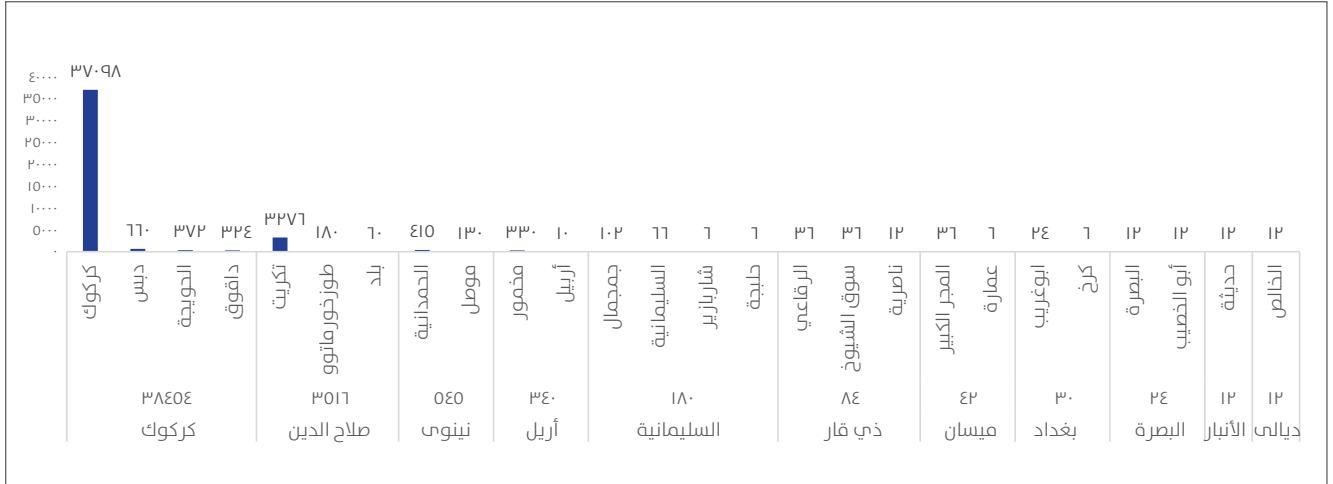 ٣٧٠٩٨
٤٠٠٠٠
٣٥٠٠٠
٣٠٠٠٠
٢٥٠٠٠
٢٠٠٠٠
١٥٠٠٠
١٠٠٠٠
٥٠٠٠
٠
٦٦٠ ٣٧٢ ٣٢٤ ٣٢٧٦ ١٨٠ ٦٠ ٤١٥ ١٣٠ ٣٣٠ ١٠ ١٠٢ ٦٦ ٦ ٦ ٣٦ ٣٦ ١٢ ٣٦ ٦ ٢٤ ٦ ١٢ ١٢ ١٢ ١٢
كركوك
دبس
الحويجة
داقوق
تكريت
طوزخورماتوو
بلد
الحمدانية
موصل
مخمور
أربيل
جمجمال
السليمانية
شاربازير
حلبجة
الرقاعي
سوق الشيوخ
ناصرية
المجر الكبير
عمارة
ابوغريب
كرخ
البصرة
أبو الخصيب
حديثة
الخالص
٣٨٤٥٤ ٣٥١٦ ٥٤٥ ٣٤٠ ١٨٠ ٨٤ ٤٢ ٣٠ ٢٤ ١٢ ١٢
كركوك
صلاح الدين
نينوى
أربل
السليمانية
ذي قار
ميسان
بغداد
البصرة
الأنبار
ديالى